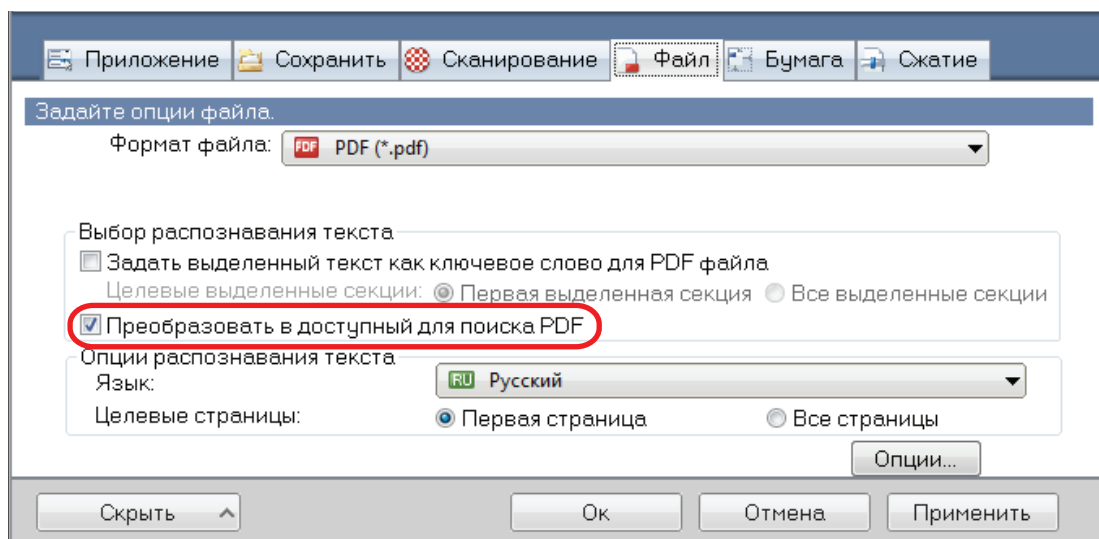 Приложение Сохранить Сканирование Файл Бумага Сжатие
Задайте опции файла.
Формат файла: PDF PDF (*.pdf)
Выбор распознавания текста
Задать выделенный текст как ключевое слово для PDF файла
Целевые выделенные секции: Первая выделенная секция Все выделенные секции
Преобразовать в доступный для поиска PDF
Опции распознавания текста
Язык: RU Русский
Целевые страницы: Первая страница Все страницы
Опции...
Скрыть Ок Отмена Применить